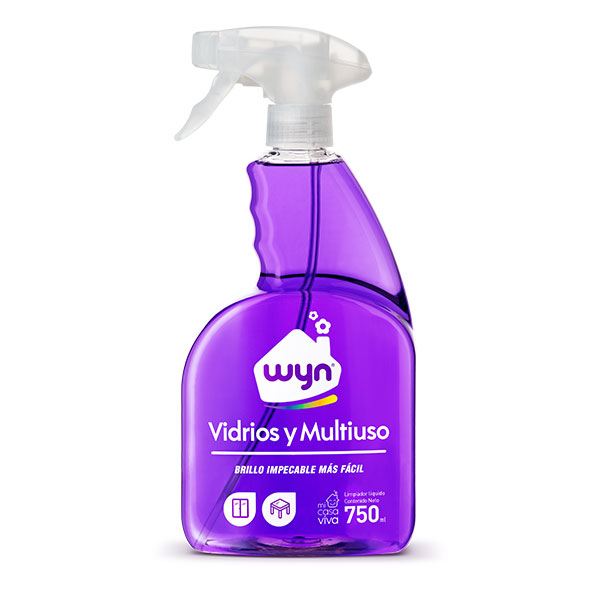 wyn®
Vidrios y Multiuso
BRILLO IMPECABLE MÁS FÁCIL
mi
casa
viva
Limpiador Líquido
Contenido Neto
750 ml